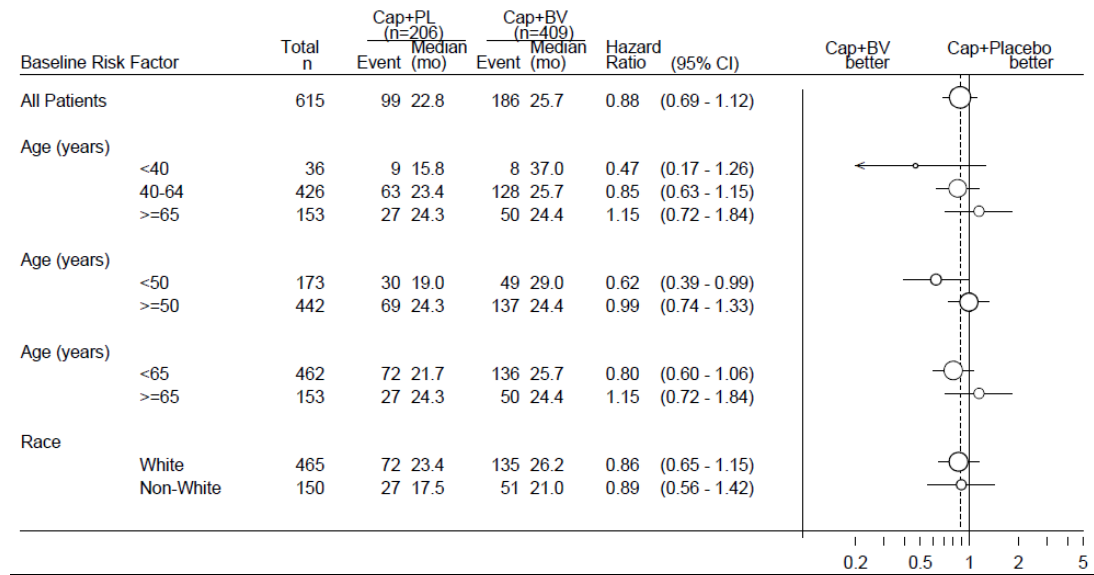 Cap+PL Cap+BV
(n=206) (n=409)
Total Median Median Hazard Cap+BV Cap+Placebo
Baseline Risk Factor n Event (mo) Event (mo) Ratio (95% CI) better better
All Patients 615 99 22.8 186 25.7 0.88 (0.69 - 1.12)
Age (years)
<40 36 9 15.8 8 37.0 0.47 (0.17 - 1.26)
40-64 426 63 23.4 128 25.7 0.85 (0.63 - 1.15)
>=65 153 27 24.3 50 24.4 1.15 (0.72 - 1.84)
Age (years)
<50 173 30 19.0 49 29.0 0.62 (0.39 - 0.99)
>=50 442 69 24.3 137 24.4 0.99 (0.74 - 1.33)
Age (years)
<65 462 72 21.7 136 25.7 0.80 (0.60 - 1.06)
>=65 153 27 24.3 50 24.4 1.15 (0.72 - 1.84)
Race
White 465 72 23.4 135 26.2 0.86 (0.65 - 1.15)
Non-White 150 27 17.5 51 21.0 0.89 (0.56 - 1.42)
0.2 0.5 1 2 5